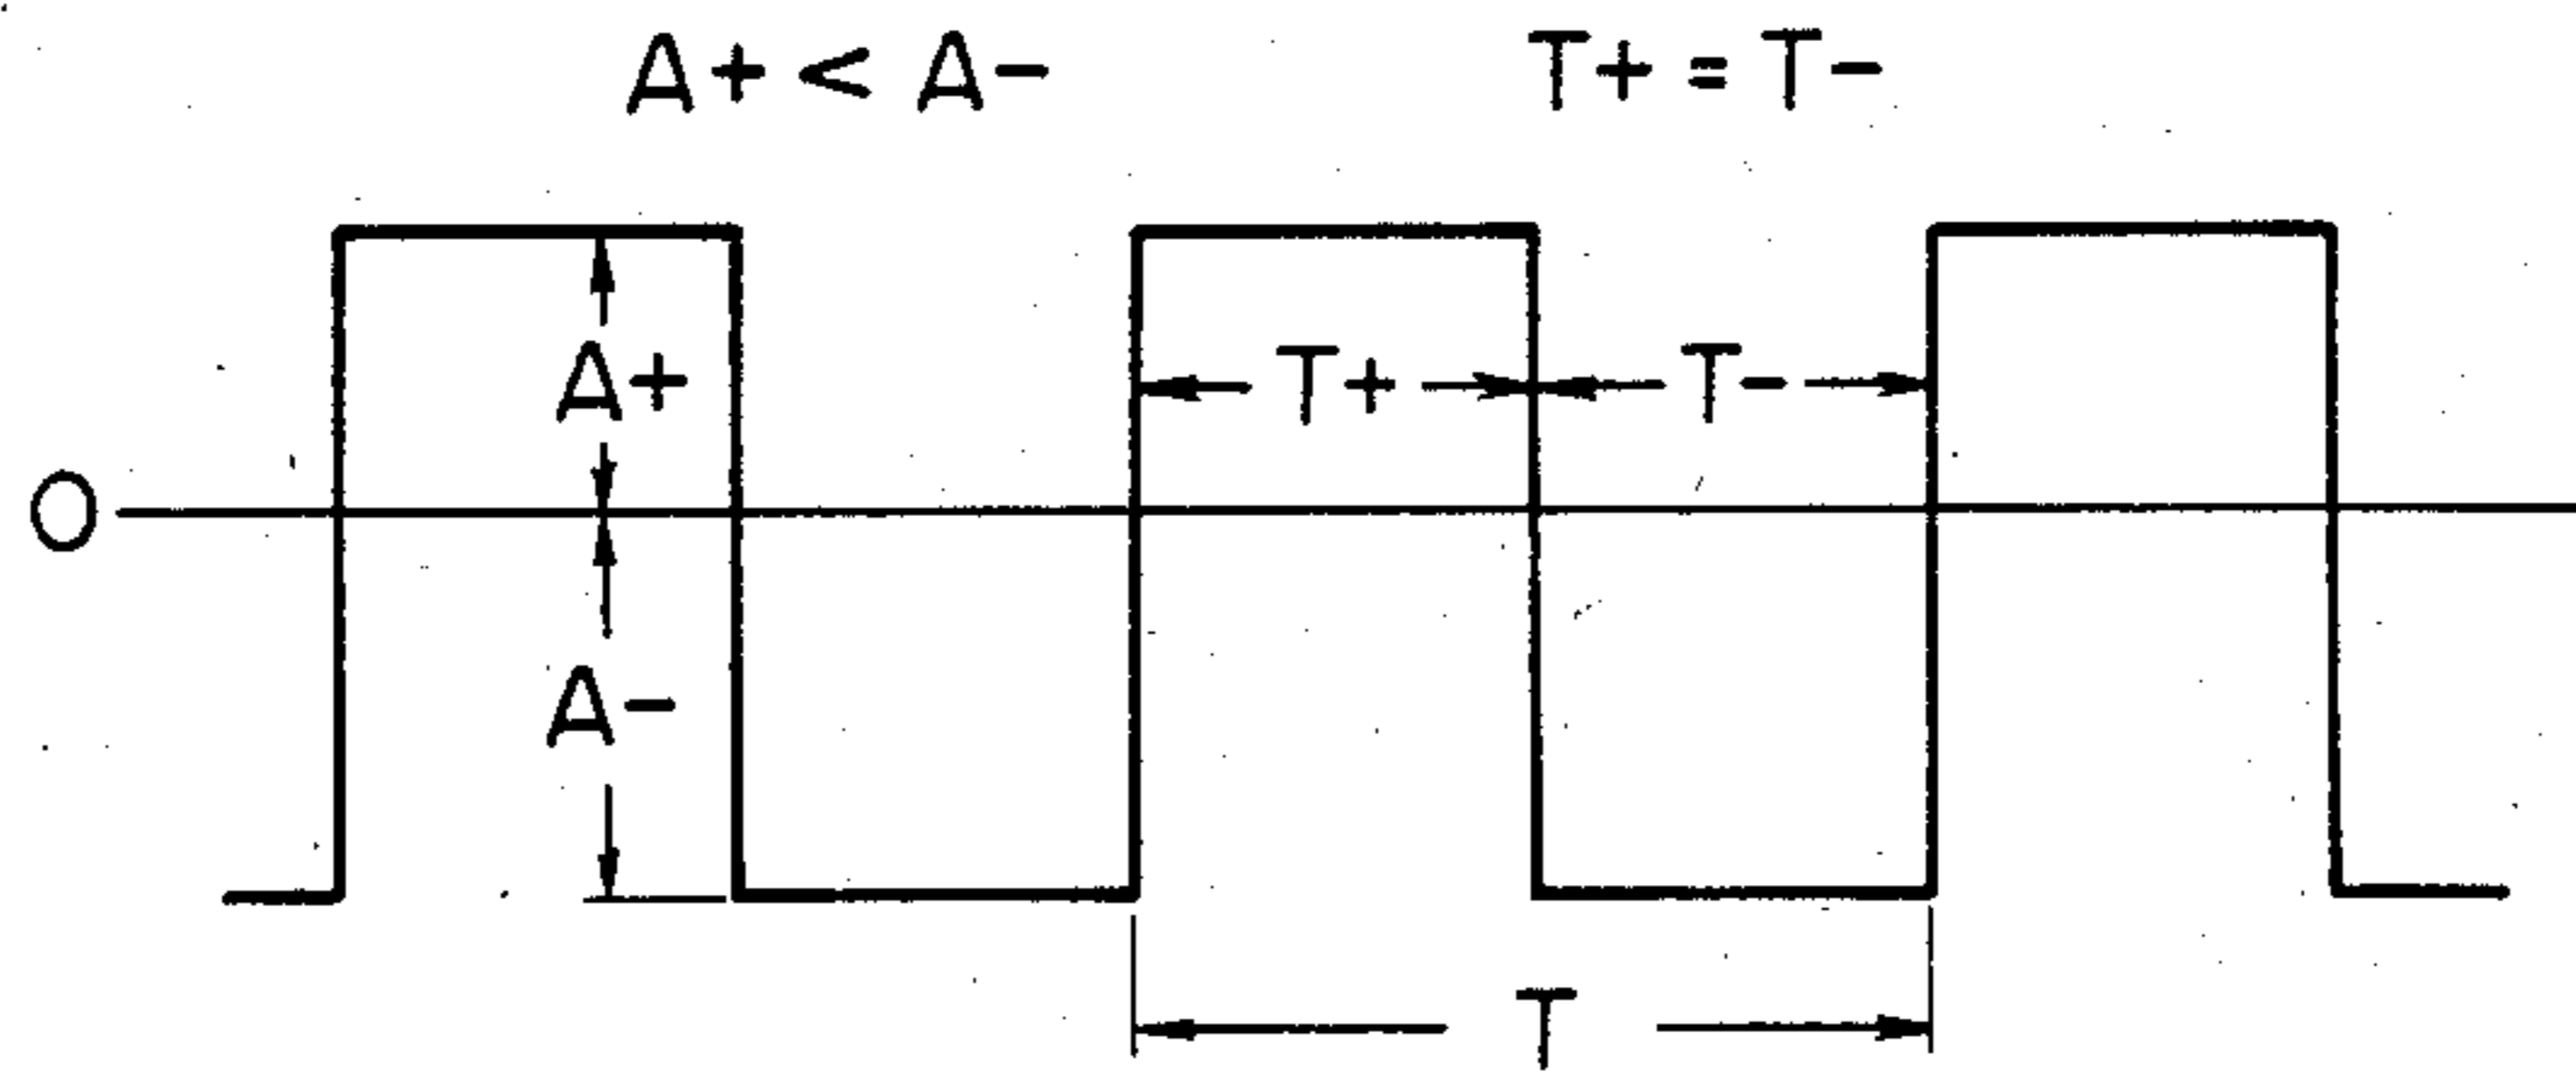 A+ < A-
T+ = T-
A+
T+
T-
O
A-
T